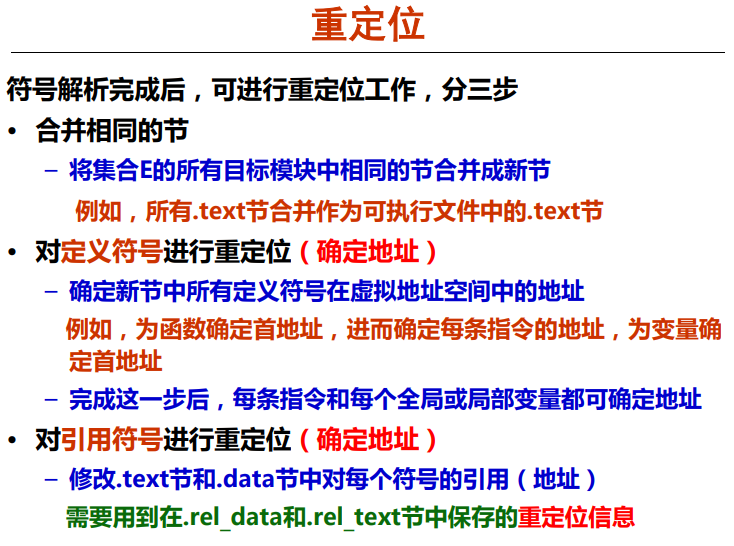 重定位
符号解析完成后，可进行重定位工作，分三步
• 合并相同的节
– 将集合E的所有目标模块中相同的节合并成新节
例如，所有.text节合并作为可执行文件中的.text节
• 对定义符号进行重定位（确定地址）
– 确定新节中所有定义符号在虚拟地址空间中的地址
例如，为函数确定首地址，进而确定每条指令的地址，为变量确
定首地址
– 完成这一步后，每条指令和每个全局或局部变量都可确定地址
• 对引用符号进行重定位（确定地址）
– 修改.text节和.data节中对每个符号的引用（地址）
需要用到在.rel_data和.rel_text节中保存的重定位信息